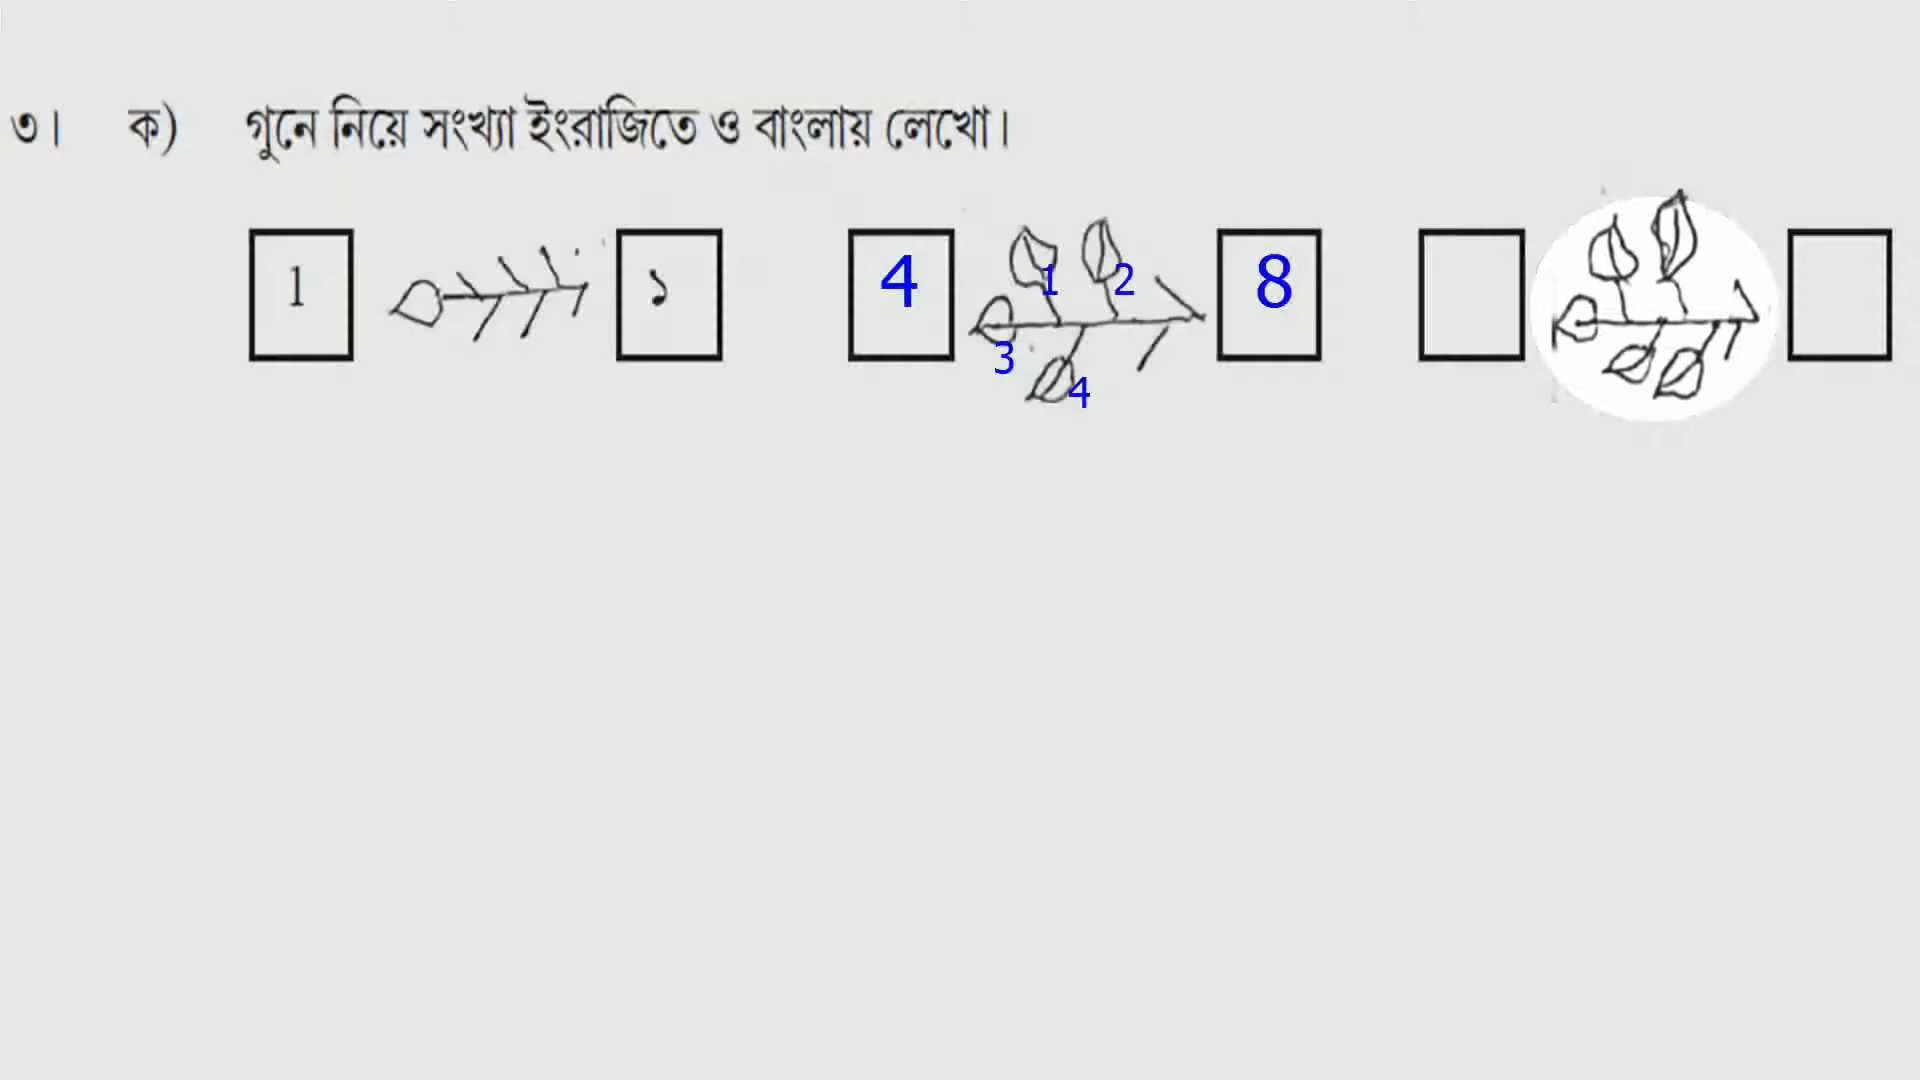 ৩। ক) গুনে নিয়ে সংখ্যা ইংরাজিতে ও বাংলায় লেখো।
1 ১ 4 1 2 3 4 8